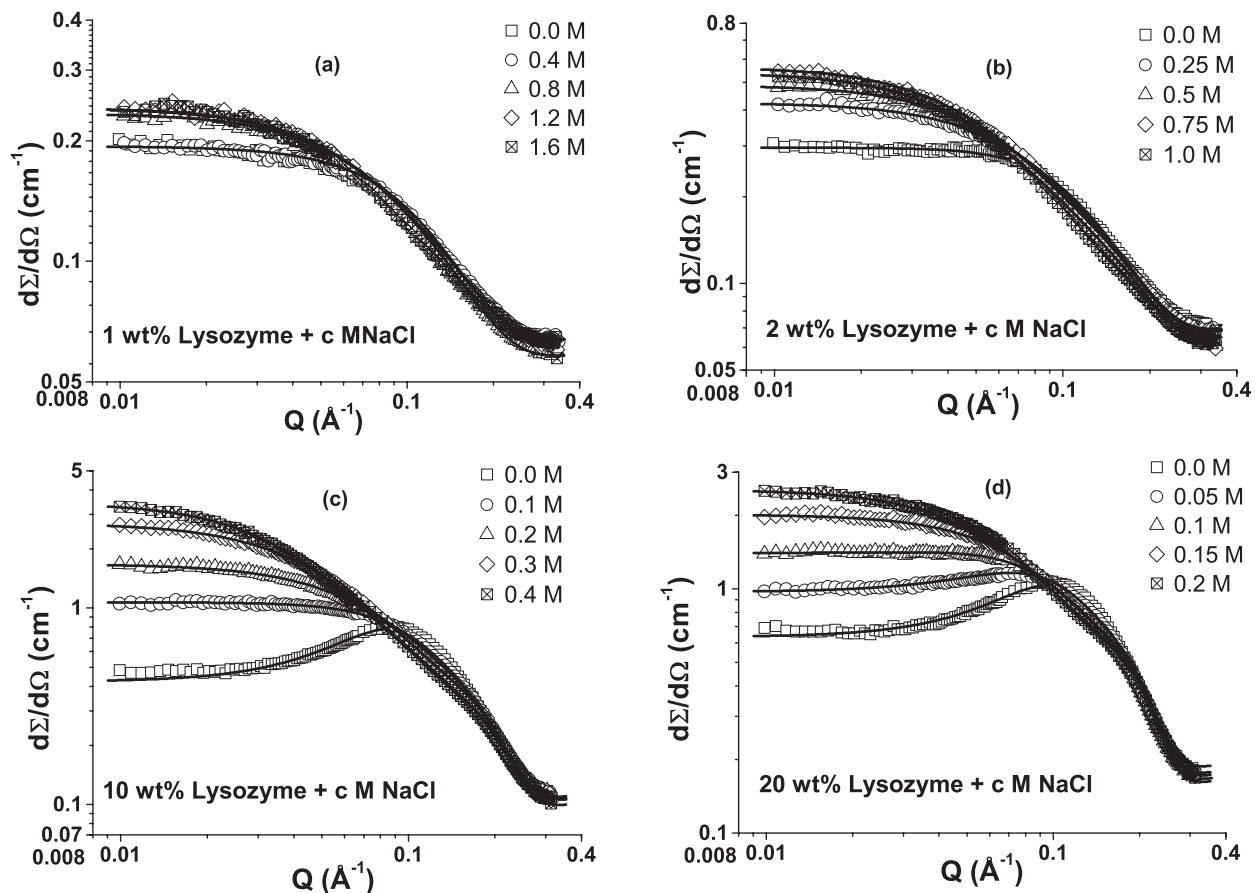 0.4
0.3
0.2
0.1
0.05
0.008
0.01
0.1
0.4
dΣ/dΩ (cm⁻¹)
Q (Å⁻¹)
(a)
0.0 M
0.4 M
0.8 M
1.2 M
1.6 M
1 wt% Lysozyme + c MNaCl
0.8
0.1
0.05
0.008
0.01
0.1
0.4
dΣ/dΩ (cm⁻¹)
Q (Å⁻¹)
(b)
0.0 M
0.25 M
0.5 M
0.75 M
1.0 M
2 wt% Lysozyme + c M NaCl
5
1
0.1
0.07
0.008
0.01
0.1
0.4
dΣ/dΩ (cm⁻¹)
Q (Å⁻¹)
(c)
0.0 M
0.1 M
0.2 M
0.3 M
0.4 M
10 wt% Lysozyme + c M NaCl
3
1
0.1
0.008
0.01
0.1
0.4
dΣ/dΩ (cm⁻¹)
Q (Å⁻¹)
(d)
0.0 M
0.05 M
0.1 M
0.15 M
0.2 M
20 wt% Lysozyme + c M NaCl